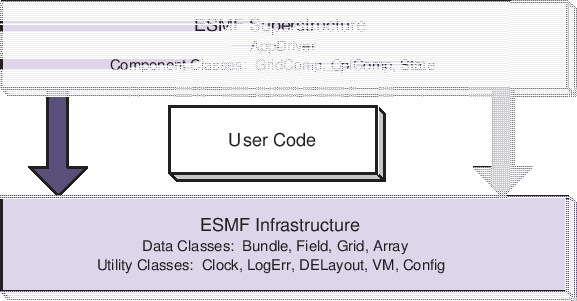 ESMF Superstructure
AppDriver
Component Classes: GridComp, CplComp, State
User Code
ESMF Infrastructure
Data Classes: Bundle, Field, Grid, Array
Utility Classes: Clock, LogErr, DELayout, VM, Config